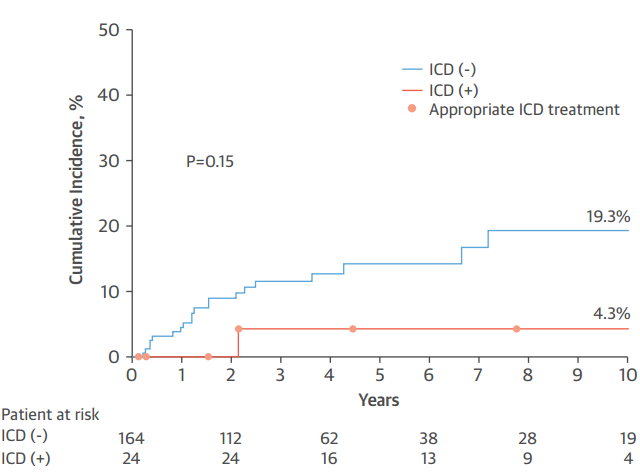 50
40
30
20
10
0
Cumulative Incidence, %
ICD (-)
ICD (+)
Appropriate ICD treatment
P=0.15
19.3%
4.3%
0 1 2 3 4 5 6 7 8 9 10
Years
Patient at risk
ICD (-) 164 112 62 38 28 19
ICD (+) 24 24 16 13 9 4